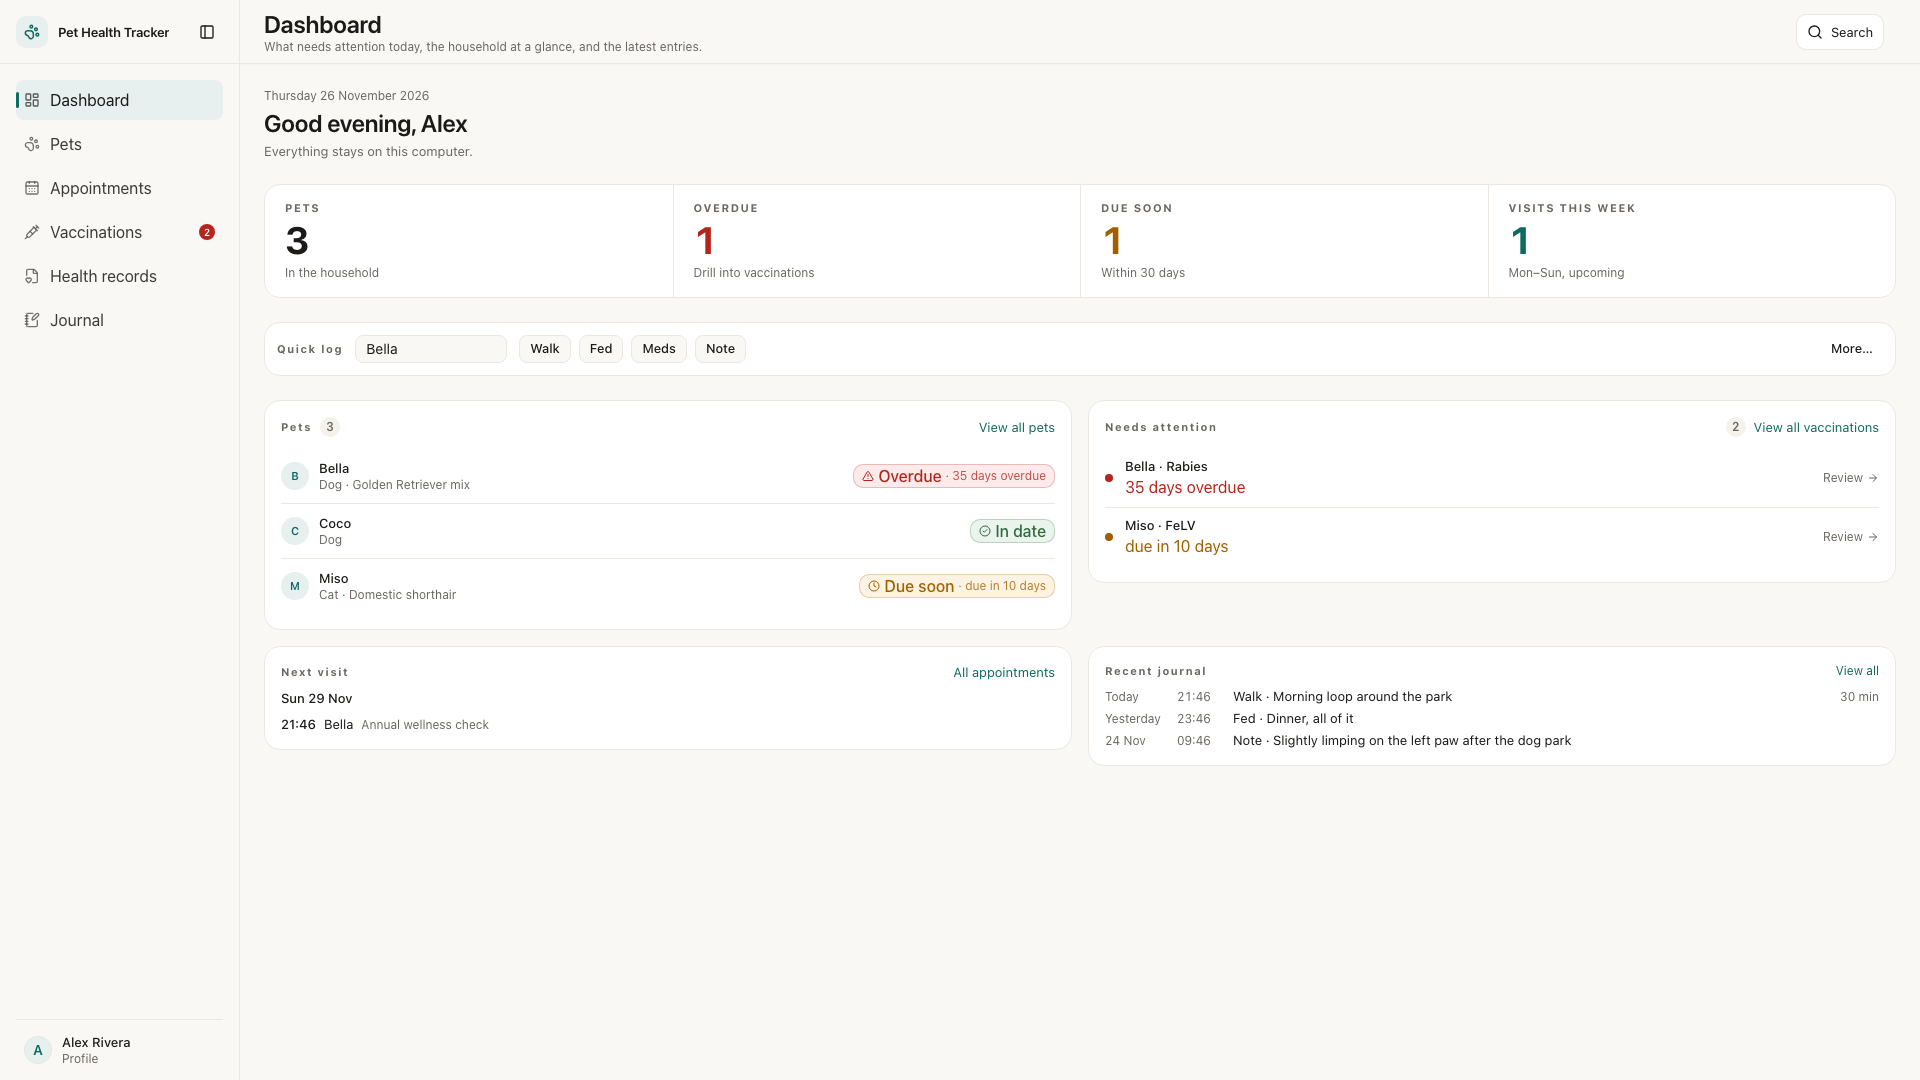 Pet Health Tracker
Dashboard
Pets
Appointments
Vaccinations 2
Health records
Journal
A
Alex Rivera
Profile
Dashboard
What needs attention today, the household at a glance, and the latest entries.
Search
Thursday 26 November 2026
Good evening, Alex
Everything stays on this computer.
PETS
3
In the household
OVERDUE
1
Drill into vaccinations
DUE SOON
1
Within 30 days
VISITS THIS WEEK
1
Mon–Sun, upcoming
Quick log Bella Walk Fed Meds Note More...
Pets 3 View all pets
B
Bella
Dog · Golden Retriever mix
Overdue · 35 days overdue
C
Coco
Dog
In date
M
Miso
Cat · Domestic shorthair
Due soon · due in 10 days
Needs attention 2 View all vaccinations
Bella · Rabies
35 days overdue
Review
Miso · FeLV
due in 10 days
Review
Next visit All appointments
Sun 29 Nov
21:46 Bella Annual wellness check
Recent journal View all
Today 21:46 Walk · Morning loop around the park 30 min
Yesterday 23:46 Fed · Dinner, all of it
24 Nov 09:46 Note · Slightly limping on the left paw after the dog park